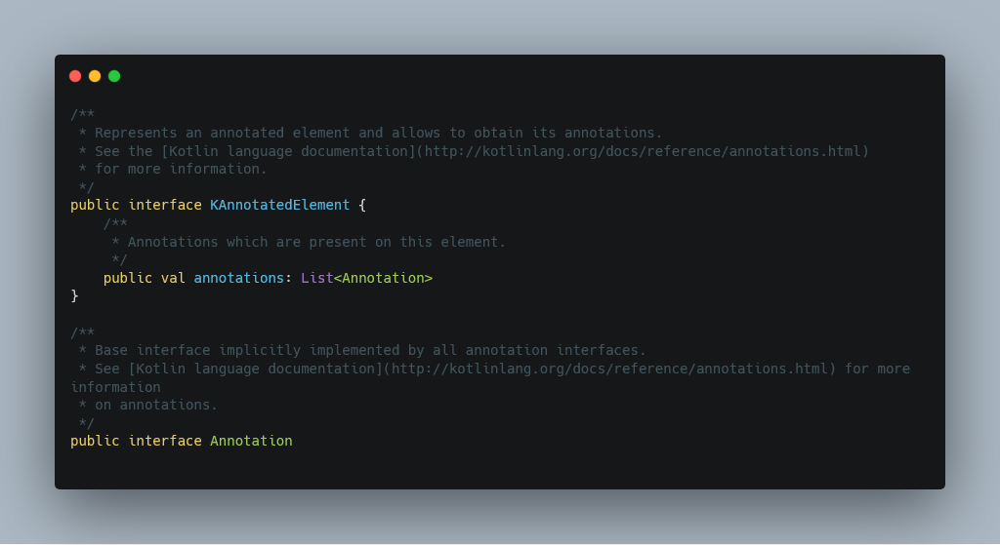 /**
 * Represents an annotated element and allows to obtain its annotations.
 * See the [Kotlin language documentation](http://kotlinlang.org/docs/reference/annotations.html)
 * for more information.
 */
public interface KAnnotatedElement {
    /**
     * Annotations which are present on this element.
     */
    public val annotations: List<Annotation>
}

/**
 * Base interface implicitly implemented by all annotation interfaces.
 * See [Kotlin language documentation](http://kotlinlang.org/docs/reference/annotations.html) for more
information
 * on annotations.
 */
public interface Annotation